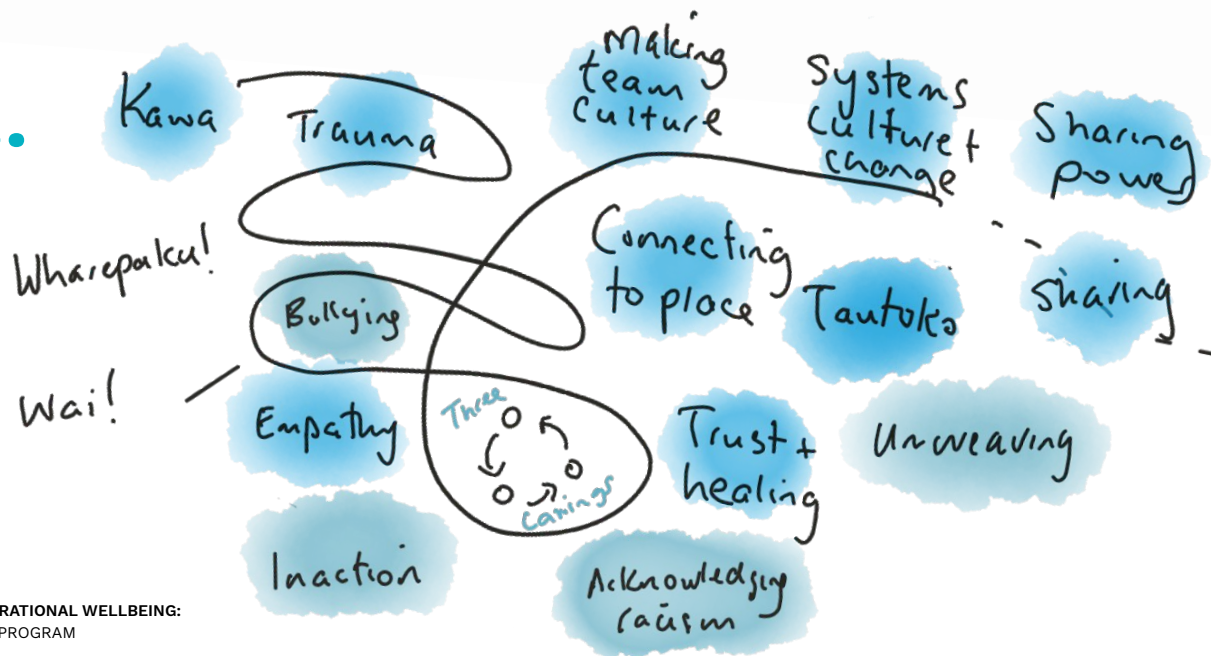 Kawa
Trauma
Making
team
culture
Systems
culture +
change
Sharing
power
Wharepaku!
Bullying
Connecting
to place
Tautoko
Sharing
Wai!
Empathy
Three
Carings
Trust +
healing
Unweaving
Inaction
Acknowledging
racism
RATIONAL WELLBEING:
PROGRAM